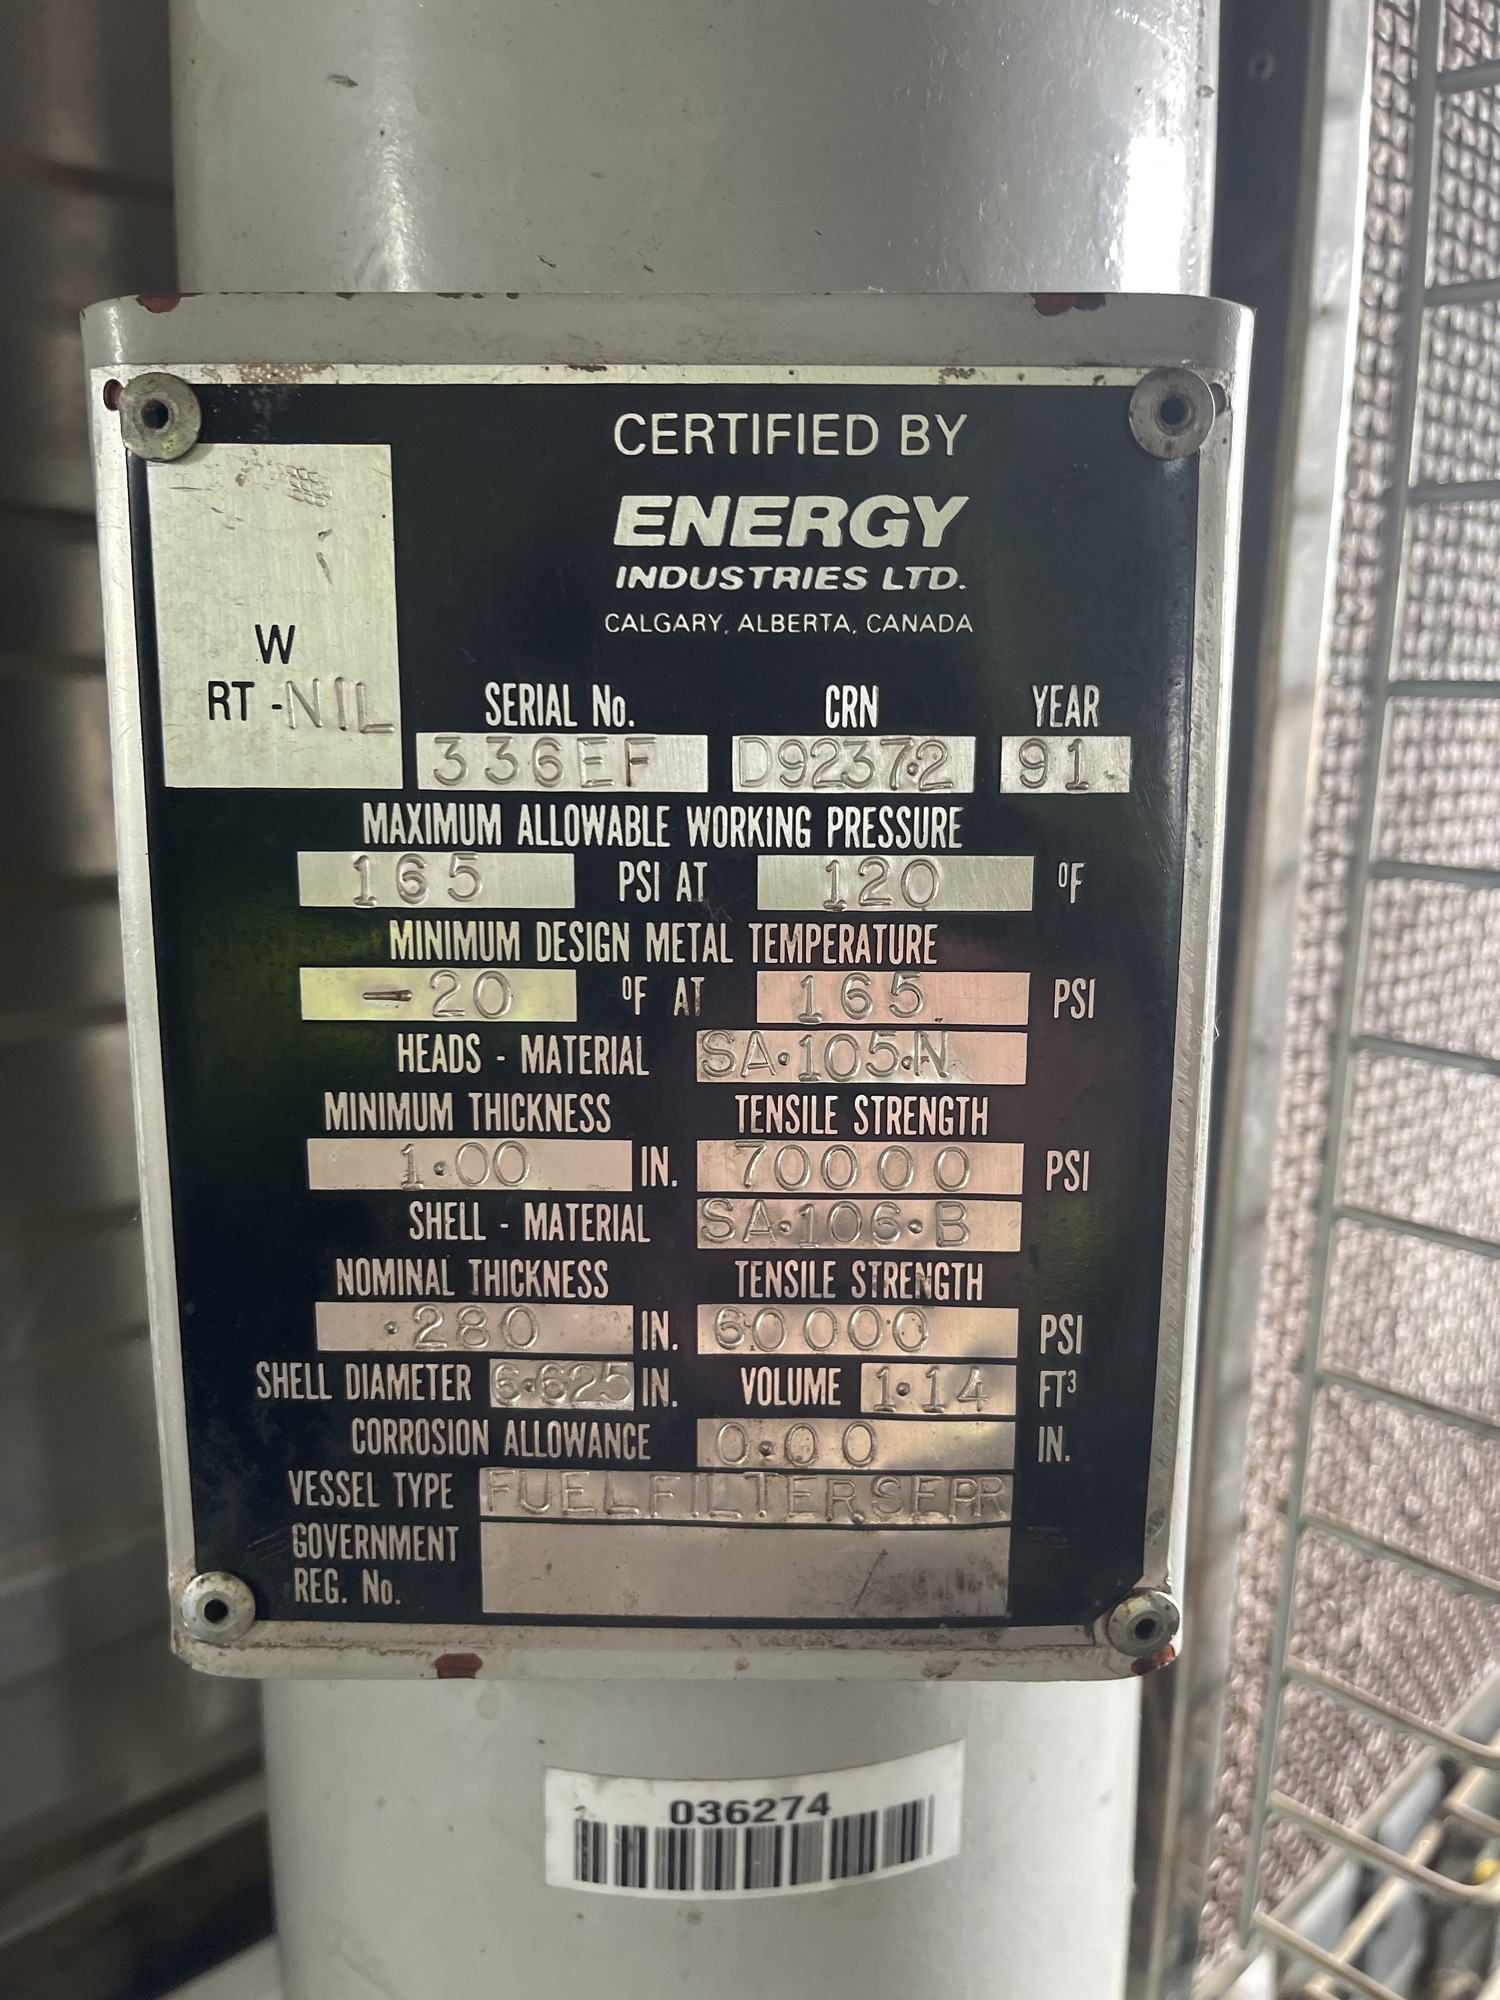 CERTIFIED BY
ENERGY
INDUSTRIES LTD.
CALGARY, ALBERTA, CANADA
W
RT - NIL
SERIAL No. CRN YEAR
336EF D9237·2 91
MAXIMUM ALLOWABLE WORKING PRESSURE
165 PSI AT 120 °F
MINIMUM DESIGN METAL TEMPERATURE
-20 °F AT 165 PSI
HEADS - MATERIAL SA·105·N
MINIMUM THICKNESS TENSILE STRENGTH
1·00 IN. 70000 PSI
SHELL - MATERIAL SA·106·B
NOMINAL THICKNESS TENSILE STRENGTH
·280 IN. 60000 PSI
SHELL DIAMETER 6·625 IN. VOLUME 1·14 FT³
CORROSION ALLOWANCE 0·00 IN.
VESSEL TYPE FUELFILTER.SEPR
GOVERNMENT
REG. No.
036274